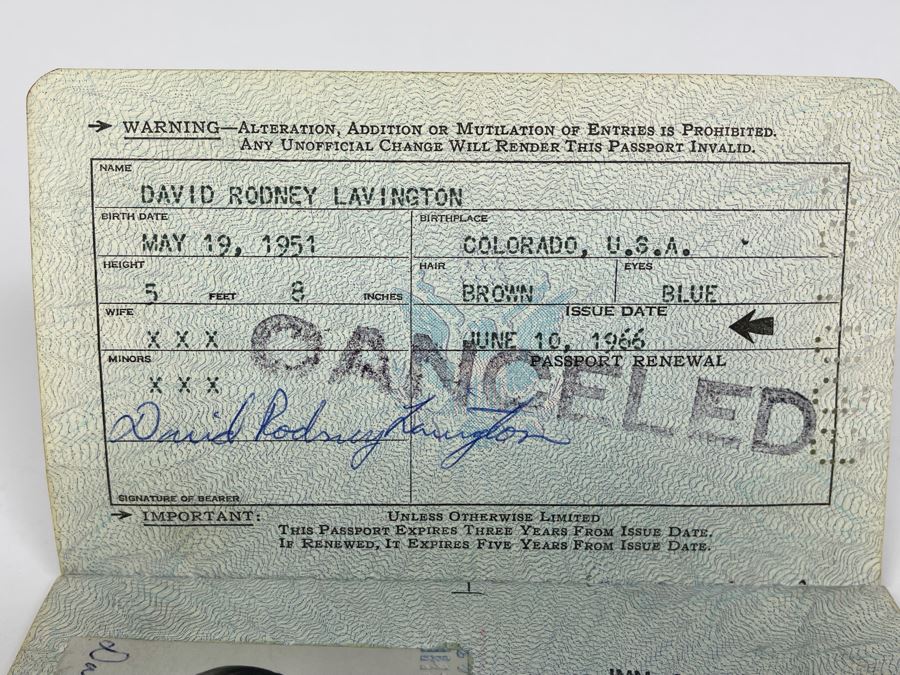 → WARNING—ALTERATION, ADDITION OR MUTILATION OF ENTRIES IS PROHIBITED.
ANY UNOFFICIAL CHANGE WILL RENDER THIS PASSPORT INVALID.
NAME
DAVID RODNEY LAVINGTON
BIRTH DATE BIRTHPLACE
MAY 19, 1951 COLORADO, U.S.A.
HEIGHT HAIR EYES
5 FEET 8 INCHES BROWN BLUE
WIFE ISSUE DATE
X X X JUNE 10, 1966
MINORS PASSPORT RENEWAL
X X X
CANCELED
David Rodney Lavington
SIGNATURE OF BEARER
→ IMPORTANT: UNLESS OTHERWISE LIMITED
THIS PASSPORT EXPIRES THREE YEARS FROM ISSUE DATE.
IF RENEWED, IT EXPIRES FIVE YEARS FROM ISSUE DATE.
Da